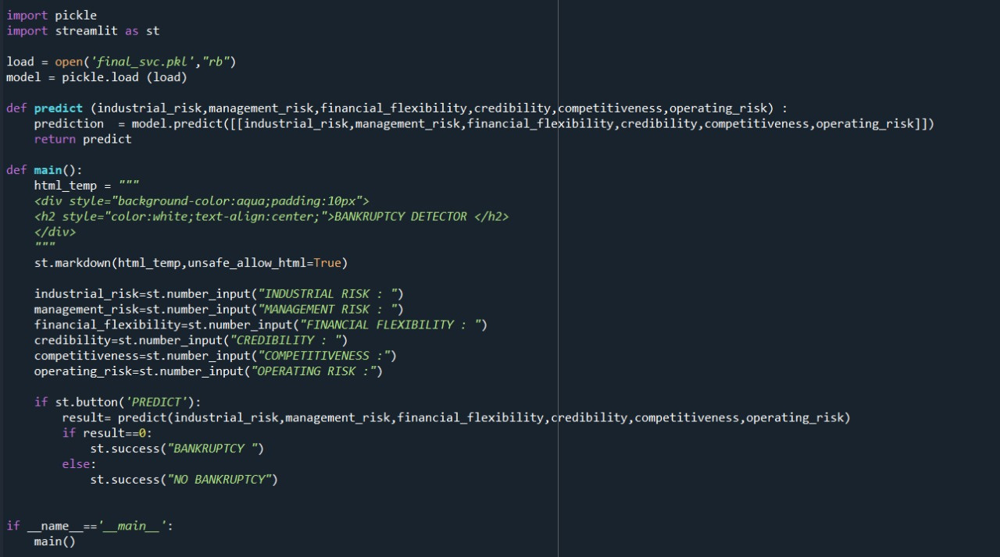 import pickle
import streamlit as st
load = open('final_svc.pkl',"rb")
model = pickle.load (load)
def predict (industrial_risk,management_risk,financial_flexibility,credibility,competitiveness,operating_risk) :
    prediction  = model.predict([[industrial_risk,management_risk,financial_flexibility,credibility,competitiveness,operating_risk]])
    return predict
def main():
    html_temp = """
    <div style="background-color:aqua;padding:10px">
    <h2 style="color:white;text-align:center;">BANKRUPTCY DETECTOR </h2>
    </div>
    """
    st.markdown(html_temp,unsafe_allow_html=True)
    industrial_risk=st.number_input("INDUSTRIAL RISK : ")
    management_risk=st.number_input("MANAGEMENT RISK : ")
    financial_flexibility=st.number_input("FINANCIAL FLEXIBILITY : ")
    credibility=st.number_input("CREDIBILITY : ")
    competitiveness=st.number_input("COMPETITIVENESS :")
    operating_risk=st.number_input("OPERATING RISK :")
    if st.button('PREDICT'):
        result= predict(industrial_risk,management_risk,financial_flexibility,credibility,competitiveness,operating_risk)
        if result==0:
            st.success("BANKRUPTCY ")
        else:
            st.success("NO BANKRUPTCY")
if __name__=='__main__':
    main()